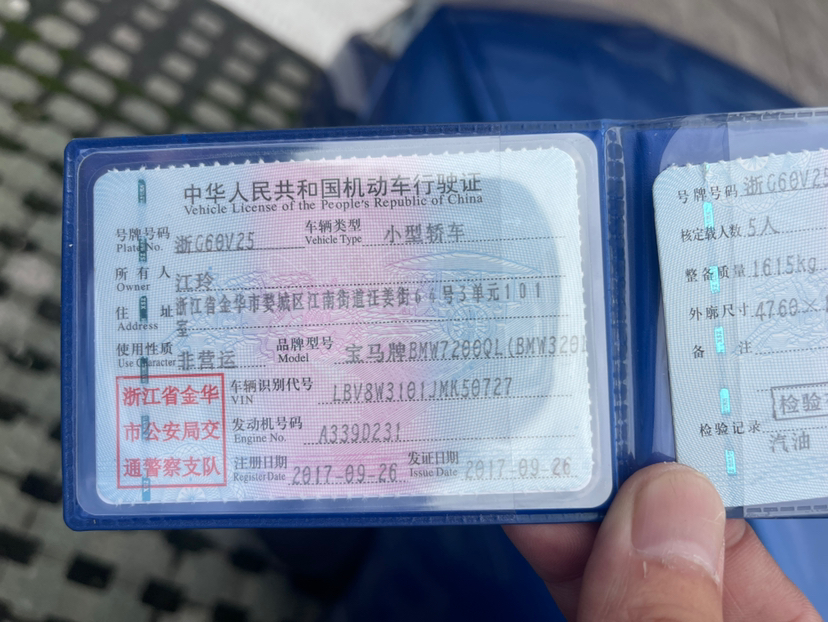 中华人民共和国机动车行驶证
Vehicle License of the People's Republic of China
号牌号码 浙G60V25 车辆类型 小型轿车
Plate No. Vehicle Type
所有人 江玲
Owner
住址 浙江省金华市婺城区江南街道汪姜街66号3单元101
Address 室
使用性质 非营运 品牌型号 宝马牌BMW7200QL(BMW320
Use Character Model
浙江省金华
市公安局交
通警察支队
车辆识别代号 LBV8W3101JMK50727
VIN
发动机号码 A339D231
Engine No.
注册日期 2017-09-26 发证日期 2017-09-26
Register Date Issue Date
号牌号码 浙G60V25
核定载人数 5人
整备质量 1615kg
外廓尺寸 4760×
备注
检验
检验记录
汽油